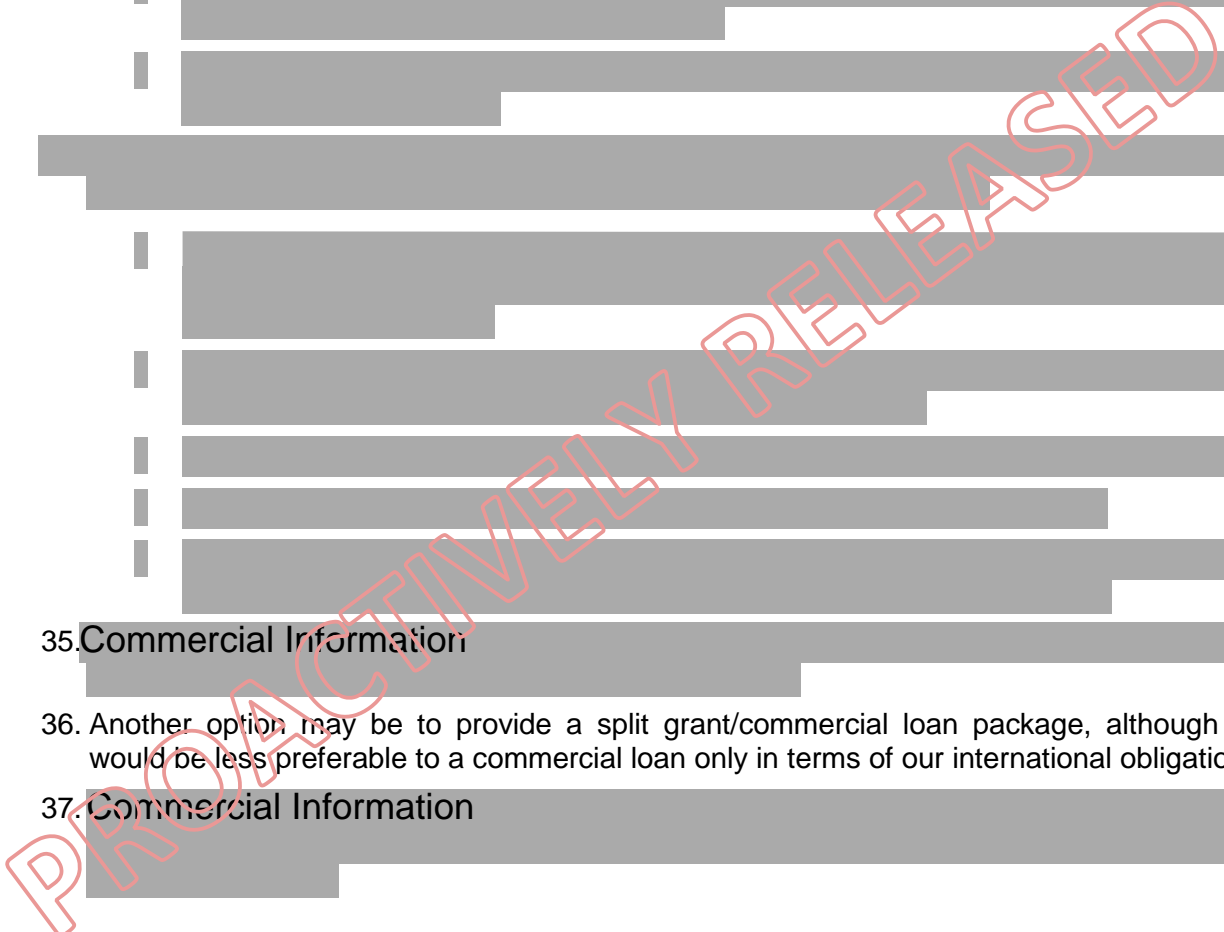 35. Commercial Information
36. Another option may be to provide a split grant/commercial loan package, although
would be less preferable to a commercial loan only in terms of our international obligatio
37. Commercial Information
PROACTIVELY RELEASED